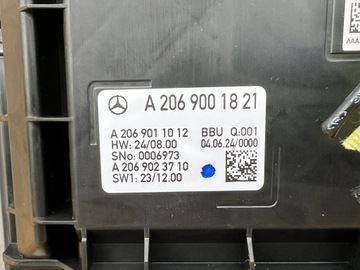 A 206 900 18 21
A 206 901 10 12 BBU Q:001
HW: 24/08.00 04.06.24/0000
SNo: 0006973
A 206 902 37 10
SW1: 23/12.00